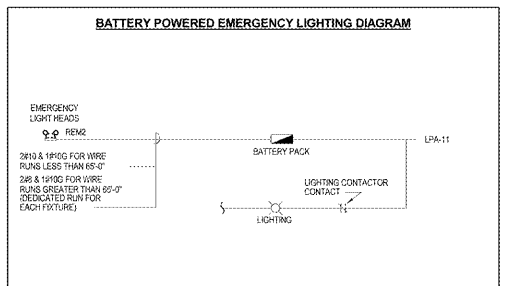 BATTERY POWERED EMERGENCY LIGHTING DIAGRAM
EMERGENCY
LIGHT HEADS
REM2
LPA-11
BATTERY PACK
2#10 & 1#10G FOR WIRE
RUNS LESS THAN 65'-0"
2#8 & 1#10G FOR WIRE
RUNS GREATER THAN 65'-0"
(DEDICATED RUN FOR
EACH FIXTURE)
LIGHTING CONTACTOR
CONTACT
LIGHTING